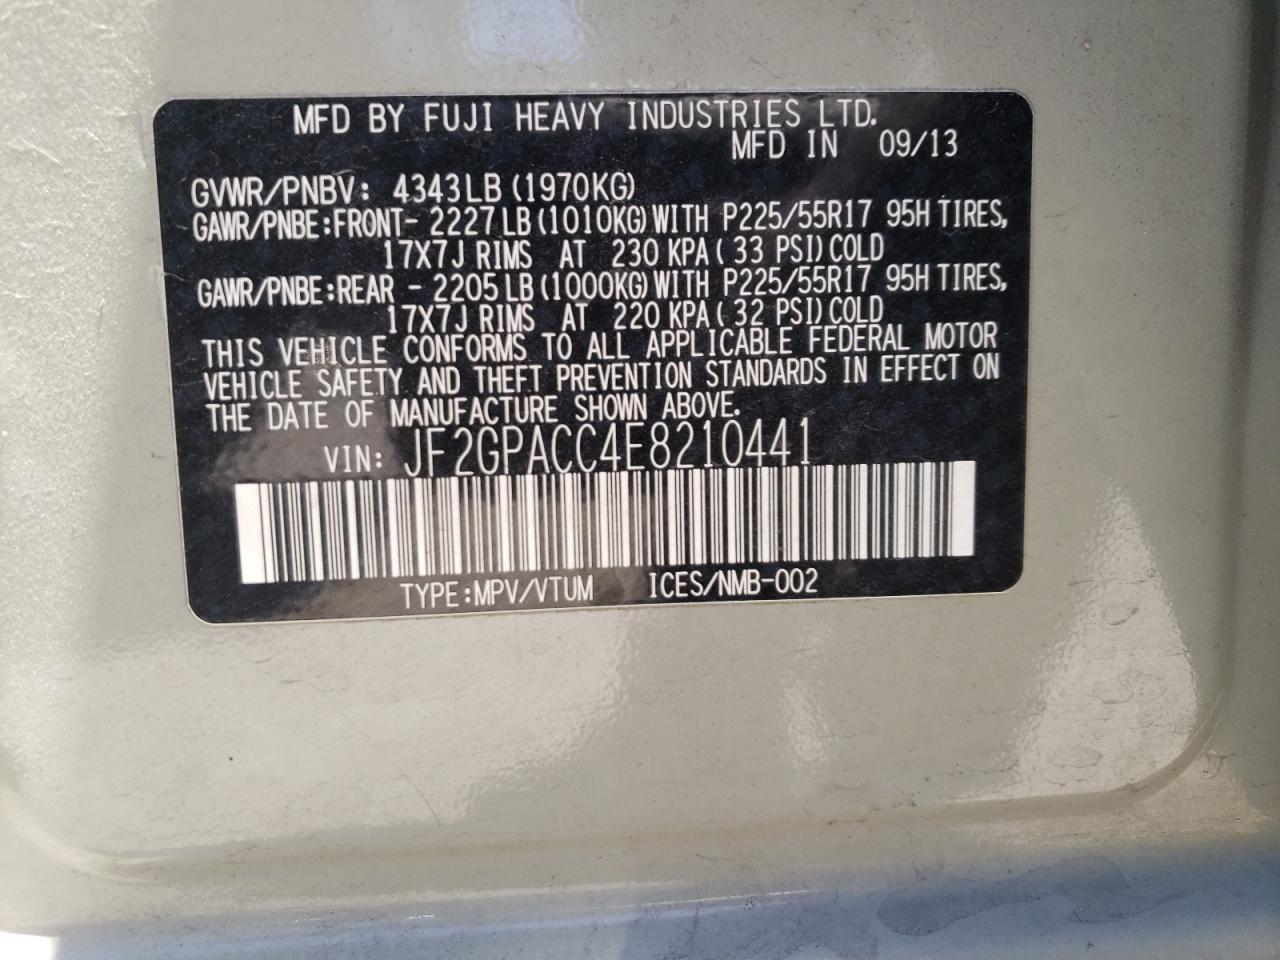 MFD BY FUJI HEAVY INDUSTRIES LTD.
MFD IN 09/13
GVWR/PNBV: 4343LB (1970KG)
GAWR/PNBE:FRONT- 2227LB (1010KG) WITH P225/55R17 95H TIRES,
17X7J RIMS AT 230 KPA ( 33 PSI) COLD
GAWR/PNBE:REAR - 2205LB (1000KG) WITH P225/55R17 95H TIRES,
17X7J RIMS AT 220 KPA ( 32 PSI) COLD
THIS VEHICLE CONFORMS TO ALL APPLICABLE FEDERAL MOTOR
VEHICLE SAFETY AND THEFT PREVENTION STANDARDS IN EFFECT ON
THE DATE OF MANUFACTURE SHOWN ABOVE.
VIN: JF2GPACC4E8210441
TYPE:MPV/VTUM ICES/NMB-002